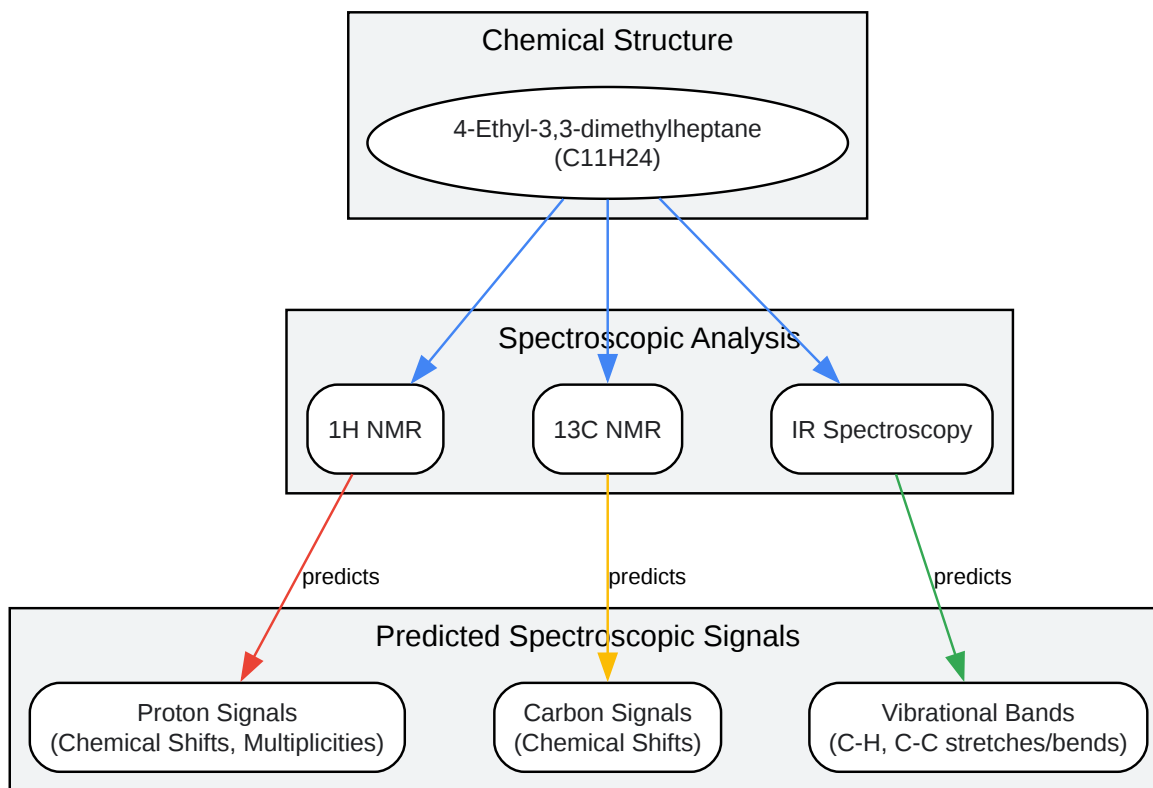 Chemical Structure
4-Ethyl-3,3-dimethylheptane
(C11H24)
Spectroscopic Analysis
1H NMR
13C NMR
IR Spectroscopy
predicts
predicts
predicts
Predicted Spectroscopic Signals
Proton Signals
(Chemical Shifts, Multiplicities)
Carbon Signals
(Chemical Shifts)
Vibrational Bands
(C-H, C-C stretches/bends)